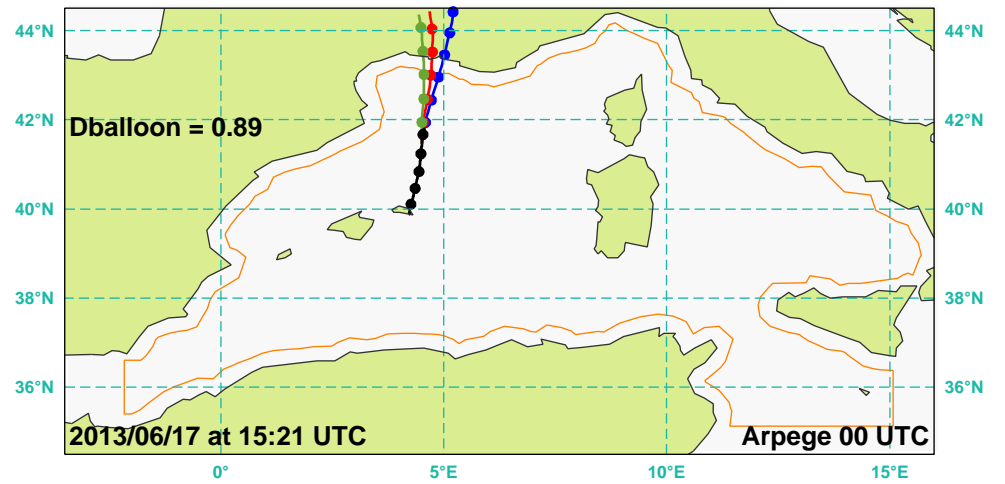 44°N 44°N
42°N 42°N
Dballoon = 0.89
40°N 40°N
38°N 38°N
36°N 36°N
2013/06/17 at 15:21 UTC Arpege 00 UTC
0° 5°E 10°E 15°E